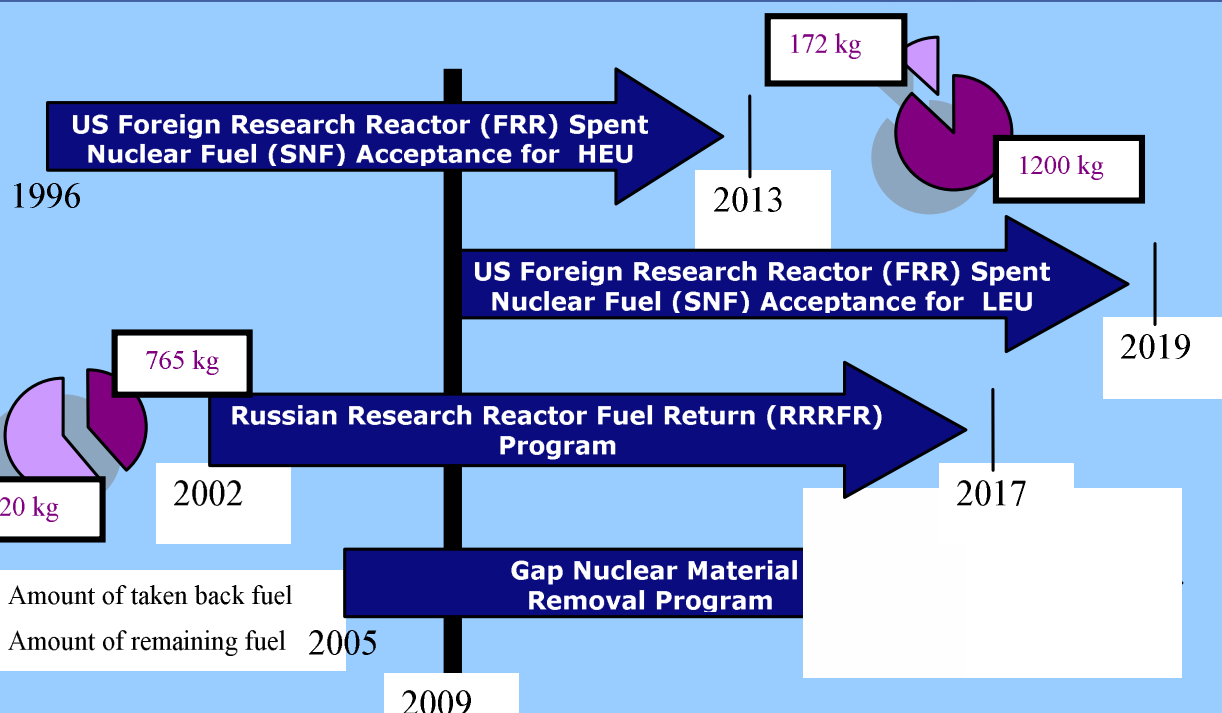 172 kg
US Foreign Research Reactor (FRR) Spent
Nuclear Fuel (SNF) Acceptance for HEU
1200 kg
1996
2013
US Foreign Research Reactor (FRR) Spent
Nuclear Fuel (SNF) Acceptance for LEU
2019
765 kg
Russian Research Reactor Fuel Return (RRRFR)
Program
20 kg
2002
2017
Gap Nuclear Material
Removal Program
Amount of taken back fuel
Amount of remaining fuel
2005
2009